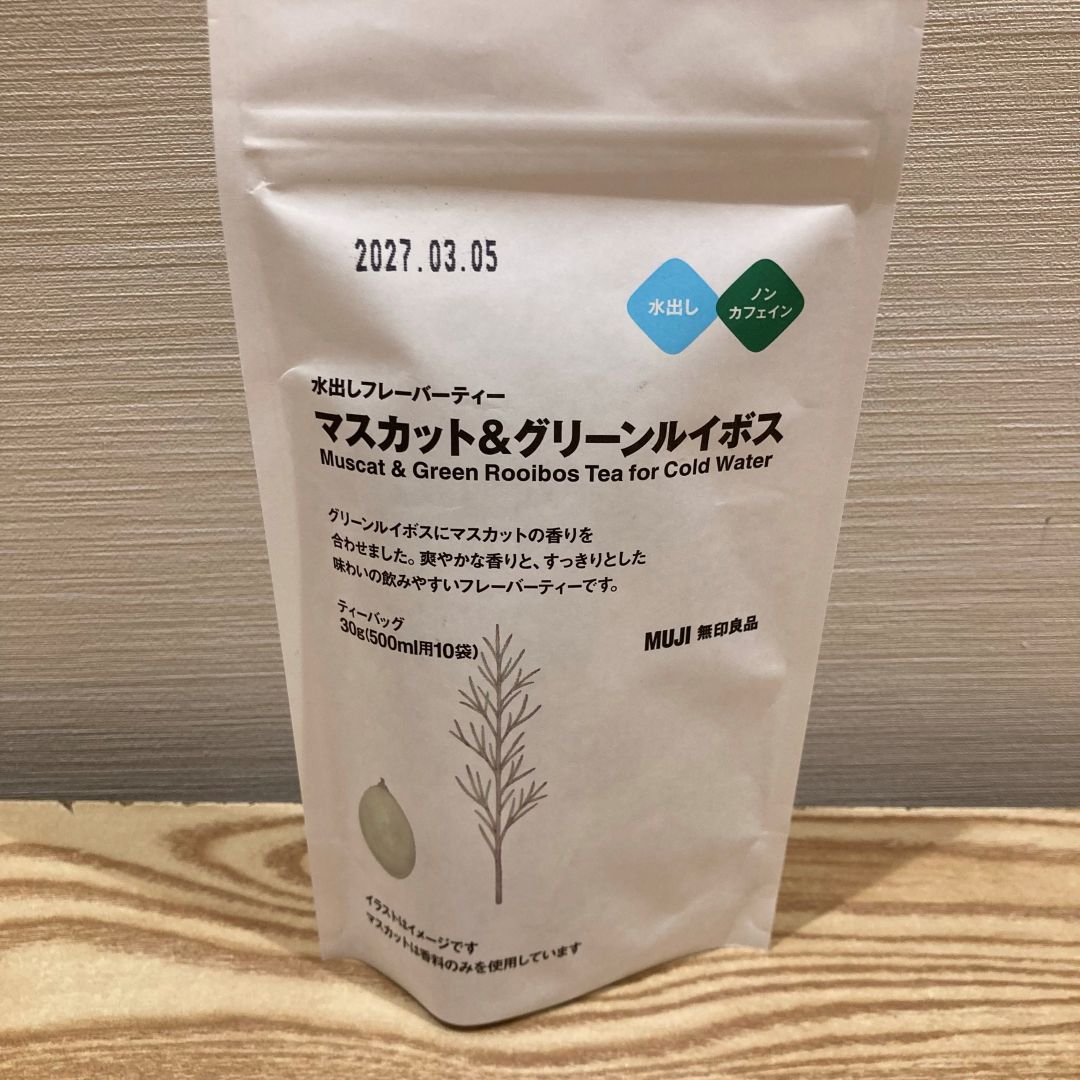 2027.03.05
水出し
ノン
カフェイン
水出しフレーバーティー
マスカット&グリーンルイボス
Muscat & Green Rooibos Tea for Cold Water
グリーンルイボスにマスカットの香りを
合わせました。爽やかな香りと、すっきりとした
味わいの飲みやすいフレーバーティーです。
ティーバッグ
30g(500ml用10袋)
MUJI 無印良品
イラストはイメージです
マスカットは香料のみを使用しています